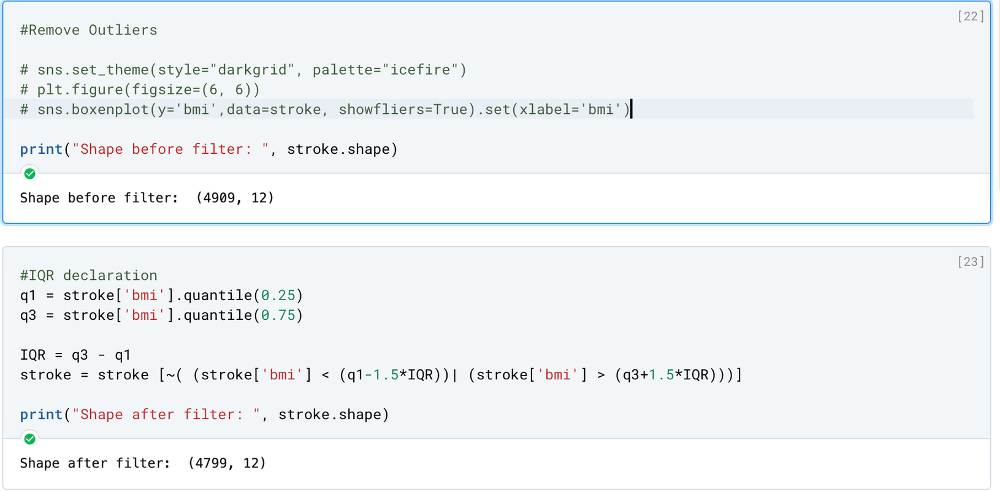 [22]
#Remove Outliers
# sns.set_theme(style="darkgrid", palette="icefire")
# plt.figure(figsize=(6, 6))
# sns.boxenplot(y='bmi',data=stroke, showfliers=True).set(xlabel='bmi')
print("Shape before filter: ", stroke.shape)
Shape before filter:  (4909, 12)
[23]
#IQR declaration
q1 = stroke['bmi'].quantile(0.25)
q3 = stroke['bmi'].quantile(0.75)
IQR = q3 - q1
stroke = stroke [~( (stroke['bmi'] < (q1-1.5*IQR))| (stroke['bmi'] > (q3+1.5*IQR)))]
print("Shape after filter: ", stroke.shape)
Shape after filter:  (4799, 12)